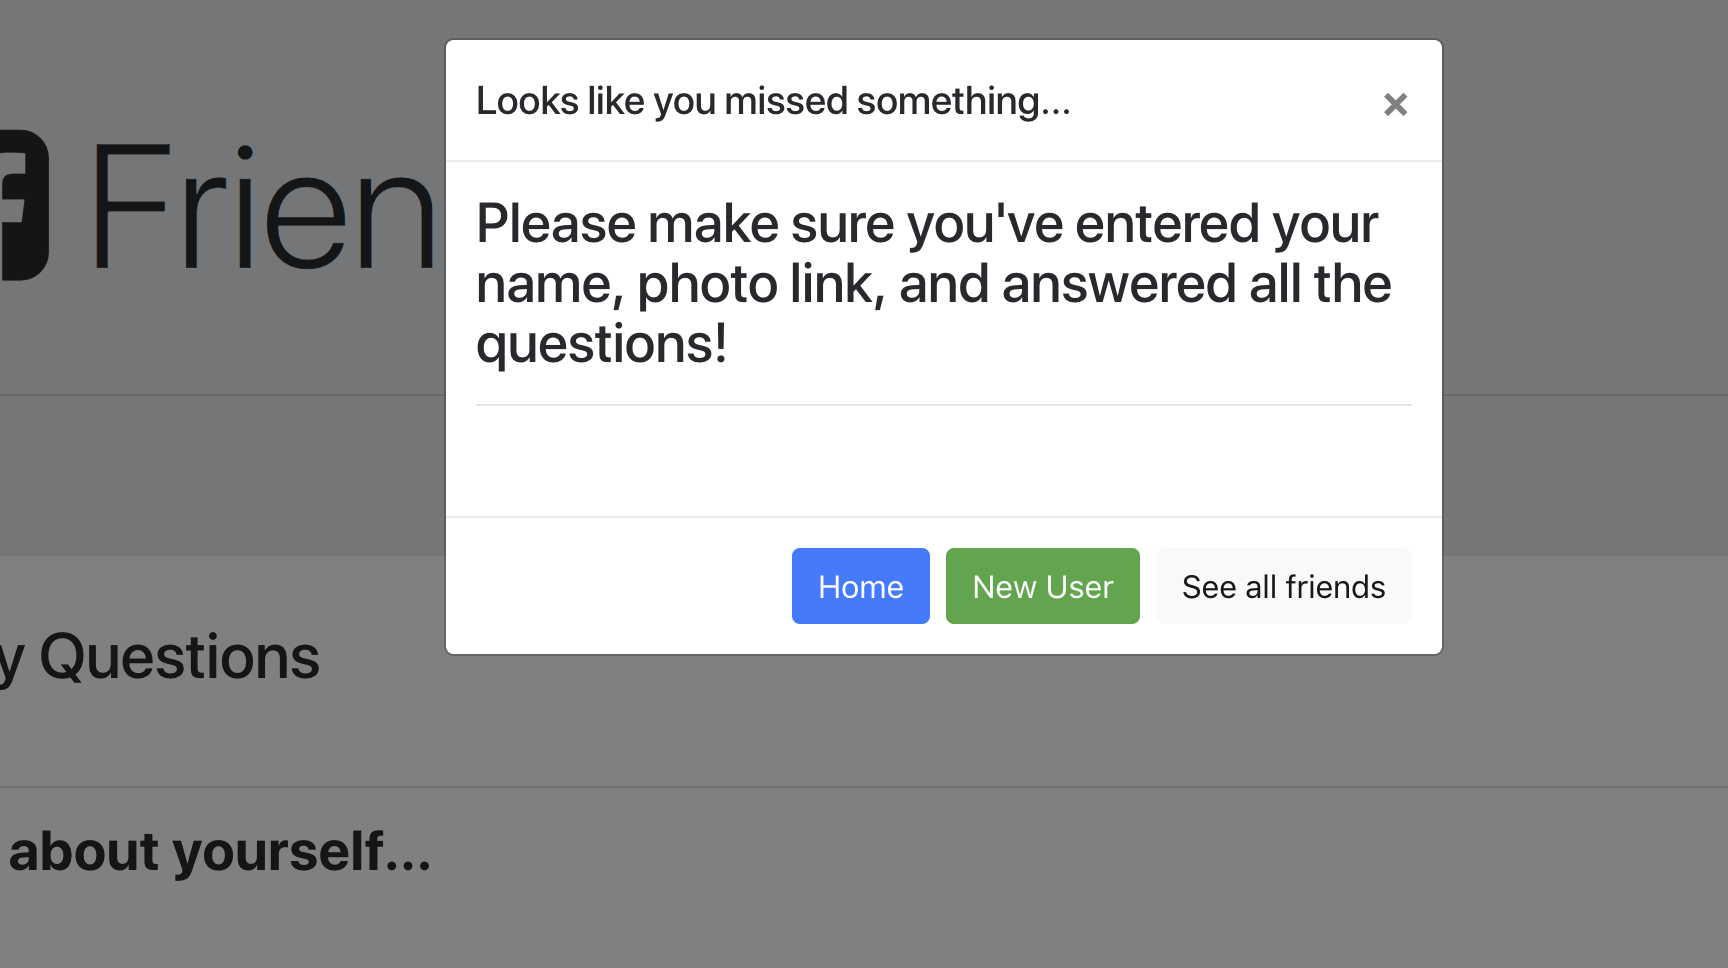 Looks like you missed something...
×
Frien
Please make sure you've entered your
name, photo link, and answered all the
questions!
Home
New User
See all friends
y Questions
about yourself...